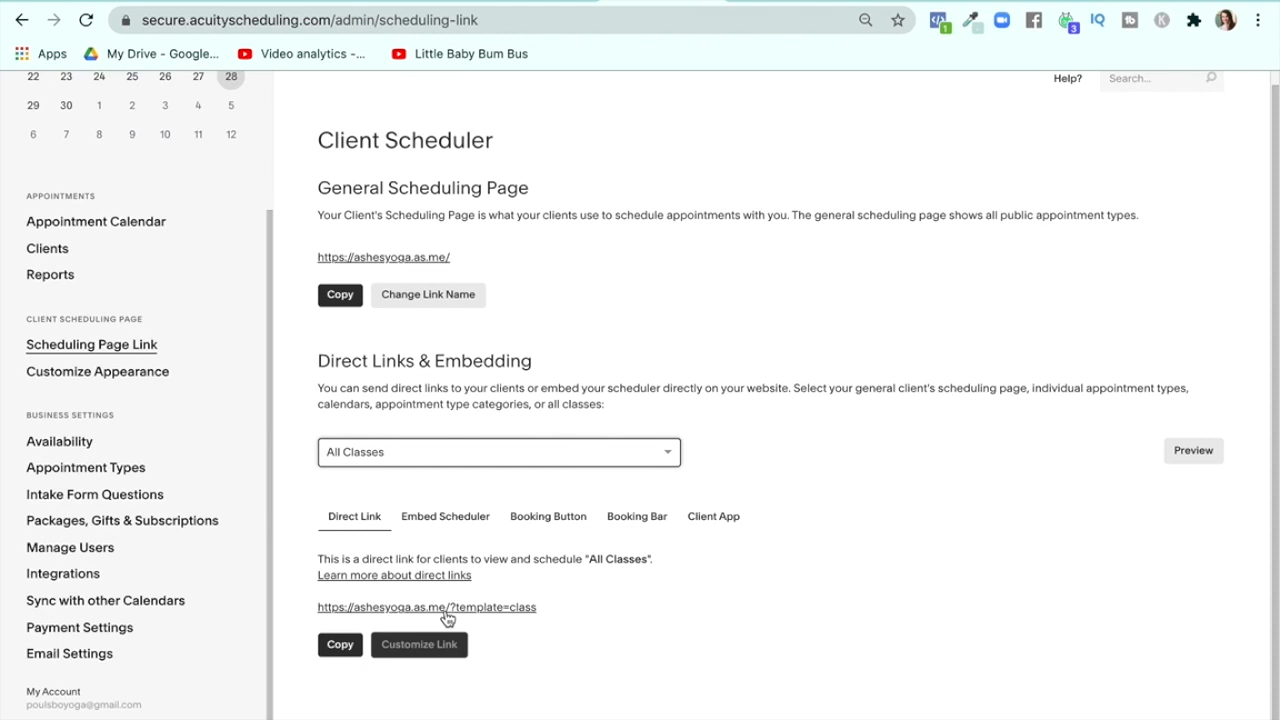 secure.acuityscheduling.com/admin/scheduling-link
1
3
Apps
My Drive - Google...
Video analytics -...
Little Baby Bum Bus
22 23 24 25 26 27 28
29 30 1 2 3 4 5
6 7 8 9 10 11 12
APPOINTMENTS
Appointment Calendar
Clients
Reports
CLIENT SCHEDULING PAGE
Scheduling Page Link
Customize Appearance
BUSINESS SETTINGS
Availability
Appointment Types
Intake Form Questions
Packages, Gifts & Subscriptions
Manage Users
Integrations
Sync with other Calendars
Payment Settings
Email Settings
My Account
poulsboyoga@gmail.com
Help?
Search...
Client Scheduler
General Scheduling Page
Your Client's Scheduling Page is what your clients use to schedule appointments with you. The general scheduling page shows all public appointment types.
https://ashesyoga.as.me/
Copy
Change Link Name
Direct Links & Embedding
You can send direct links to your clients or embed your scheduler directly on your website. Select your general client's scheduling page, individual appointment types,
calendars, appointment type categories, or all classes:
All Classes
Preview
Direct Link
Embed Scheduler
Booking Button
Booking Bar
Client App
This is a direct link for clients to view and schedule "All Classes".
Learn more about direct links
https://ashesyoga.as.me/?template=class
Copy
Customize Link